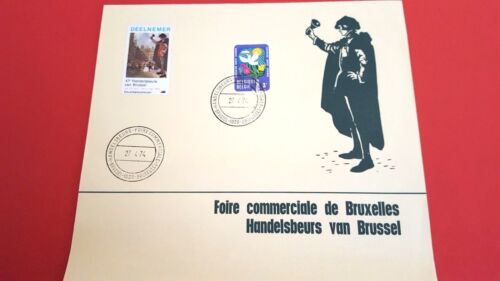 DEELNEMER
47e Handelsbeurs
van Brussel
BELGIQUE
BELGIË
27 4 74
27 4 74
Foire commerciale de Bruxelles
Handelsbeurs van Brussel